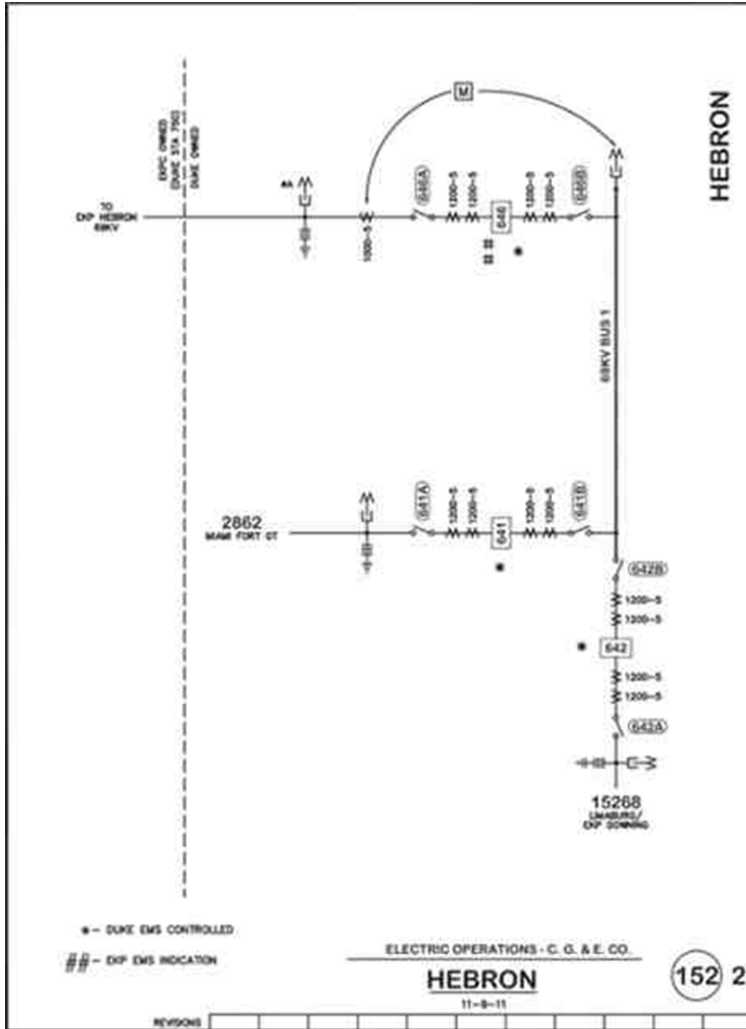 M
HEBRON
EKPC OWNED
(DUKE STA 750)
DUKE OWNED
TO
EKP HEBRON
69KV
1000-5
646A
1200-5
1200-5
646
1200-5
1200-5
646B
*
69KV BUS 1
2862
MIAMI FORT GT
641A
1200-5
1200-5
641
1200-5
1200-5
641B
*
642B
1200-5
1200-5
* 642
1200-5
1200-5
642A
15268
LIMABURG/
* - DUKE EMS CONTROLLED
## - EKP EMS INDICATION
ELECTRIC OPERATIONS - C. G. & E. CO.
HEBRON
11-9-11
152 2
REVISIONS